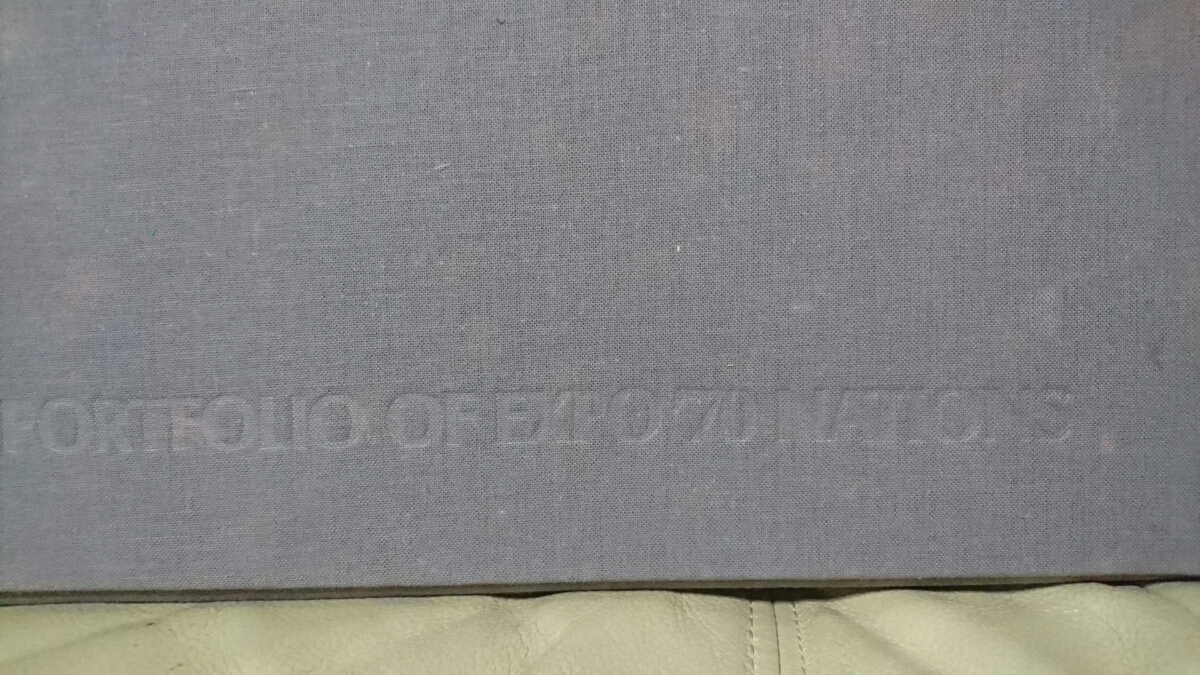 PORTFOLIO OF EXPO'70 NATIONS